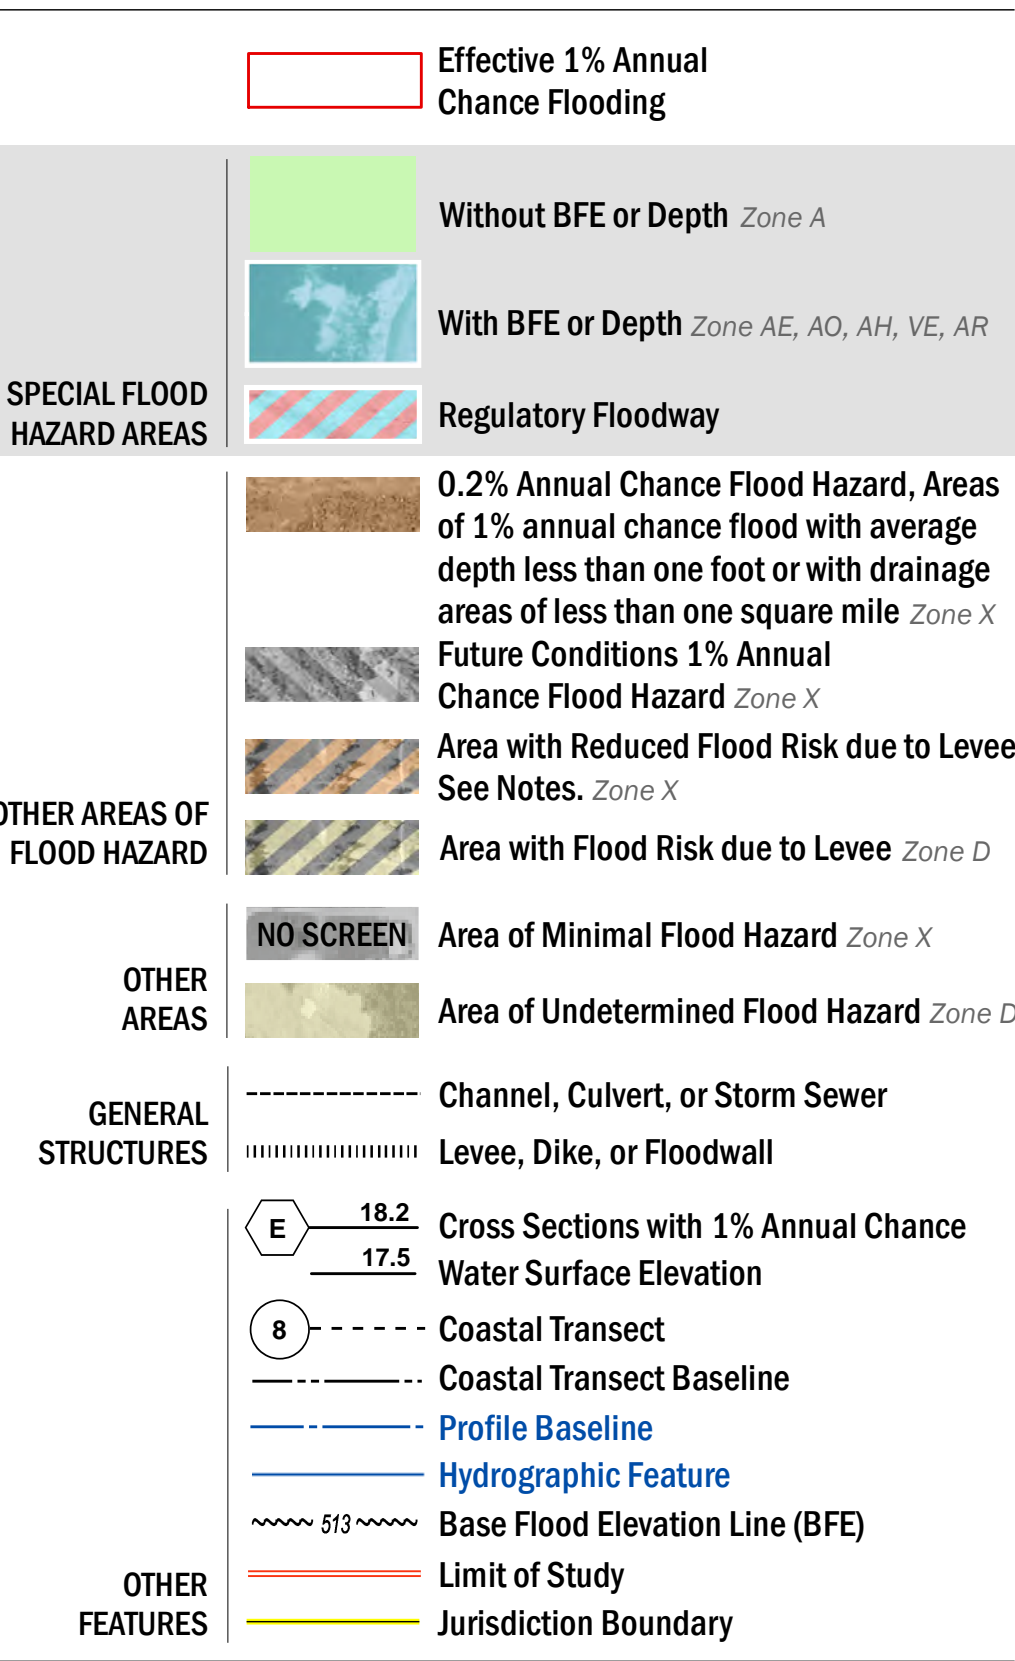 Effective 1% Annual
Chance Flooding
Without BFE or Depth Zone A
With BFE or Depth Zone AE, AO, AH, VE, AR
SPECIAL FLOOD
HAZARD AREAS
Regulatory Floodway
0.2% Annual Chance Flood Hazard, Areas
of 1% annual chance flood with average
depth less than one foot or with drainage
areas of less than one square mile Zone X
Future Conditions 1% Annual
Chance Flood Hazard Zone X
Area with Reduced Flood Risk due to Levee
See Notes. Zone X
OTHER AREAS OF
FLOOD HAZARD
Area with Flood Risk due to Levee Zone D
NO SCREEN Area of Minimal Flood Hazard Zone X
OTHER
AREAS
Area of Undetermined Flood Hazard Zone D
GENERAL
STRUCTURES
Channel, Culvert, or Storm Sewer
Levee, Dike, or Floodwall
E 18.2 Cross Sections with 1% Annual Chance
17.5 Water Surface Elevation
8 Coastal Transect
Coastal Transect Baseline
Profile Baseline
Hydrographic Feature
513 Base Flood Elevation Line (BFE)
Limit of Study
OTHER
FEATURES
Jurisdiction Boundary